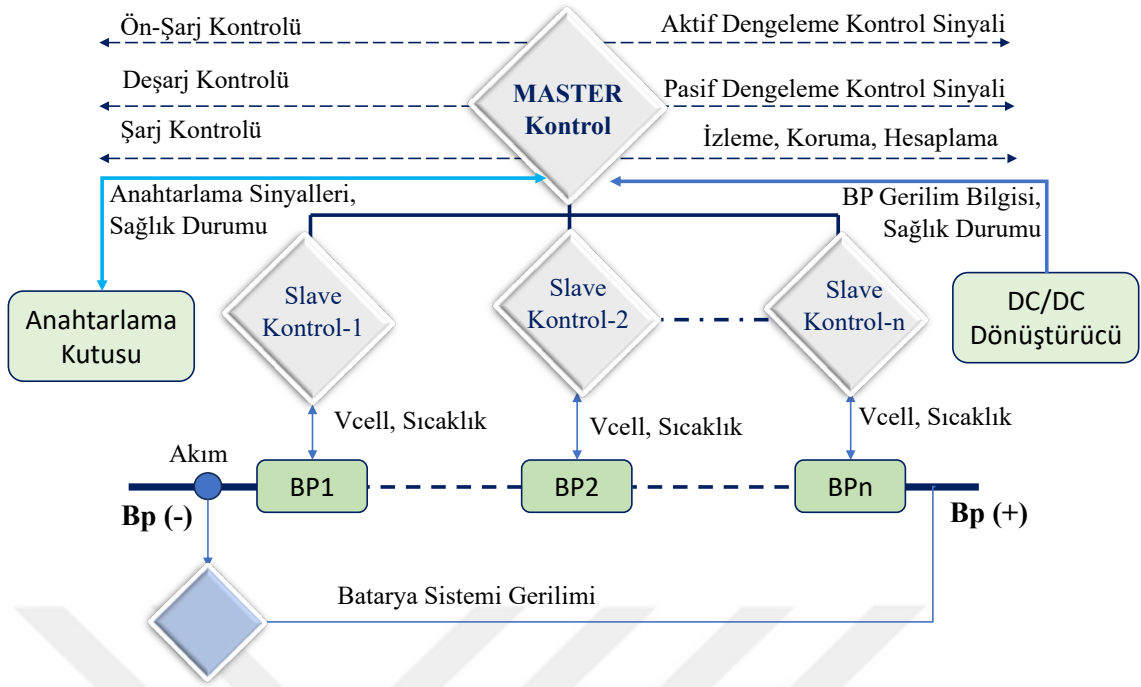 Ön-Şarj Kontrolü
Aktif Dengeleme Kontrol Sinyali
Deşarj Kontrolü
MASTER
Kontrol
Pasif Dengeleme Kontrol Sinyali
Şarj Kontrolü
İzleme, Koruma, Hesaplama
Anahtarlama Sinyalleri,
Sağlık Durumu
BP Gerilim Bilgisi,
Sağlık Durumu
Anahtarlama
Kutusu
Slave
Kontrol-1
Slave
Kontrol-2
Slave
Kontrol-n
DC/DC
Dönüştürücü
Vcell, Sıcaklık
Vcell, Sıcaklık
Vcell, Sıcaklık
Akım
BP1
BP2
BPn
Bp (-)
Bp (+)
Batarya Sistemi Gerilimi